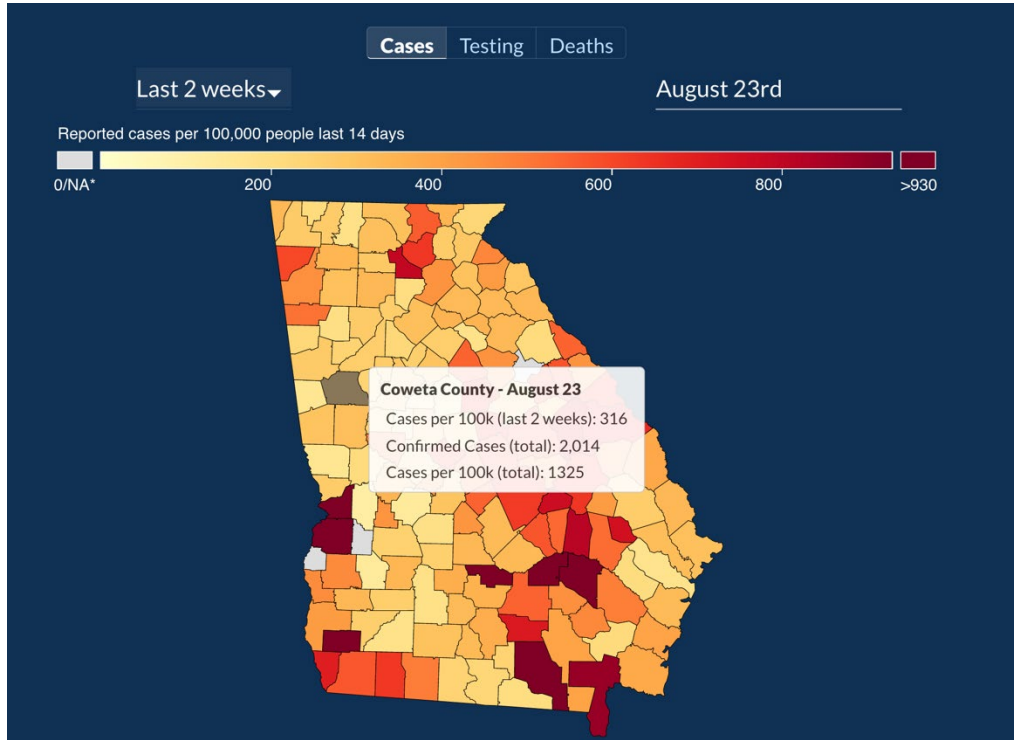 Cases Testing Deaths
Last 2 weeks August 23rd
Reported cases per 100,000 people last 14 days
0/NA* 200 400 600 800 >930
Coweta County - August 23
Cases per 100k (last 2 weeks): 316
Confirmed Cases (total): 2,014
Cases per 100k (total): 1325